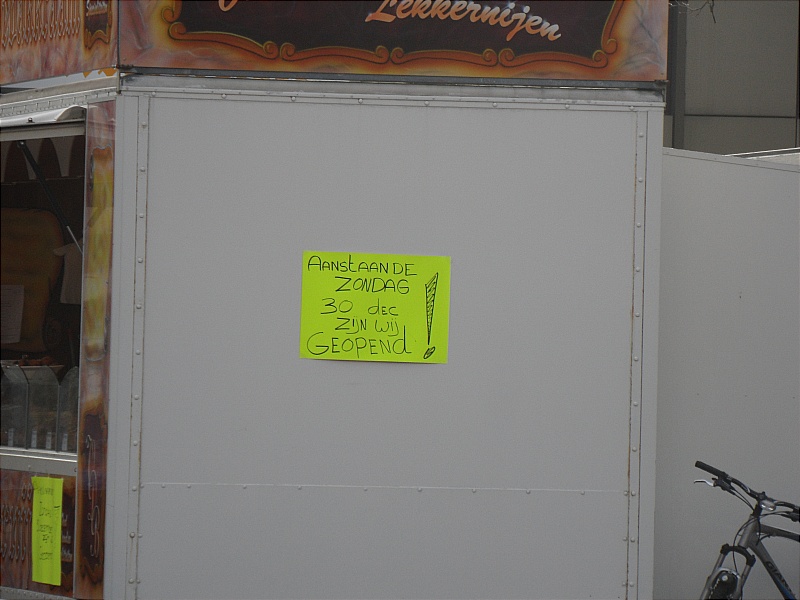 Lekkernijen
AANSTAANDE
ZONDAG
30 dec
ZIJN wij
GEOPENd !